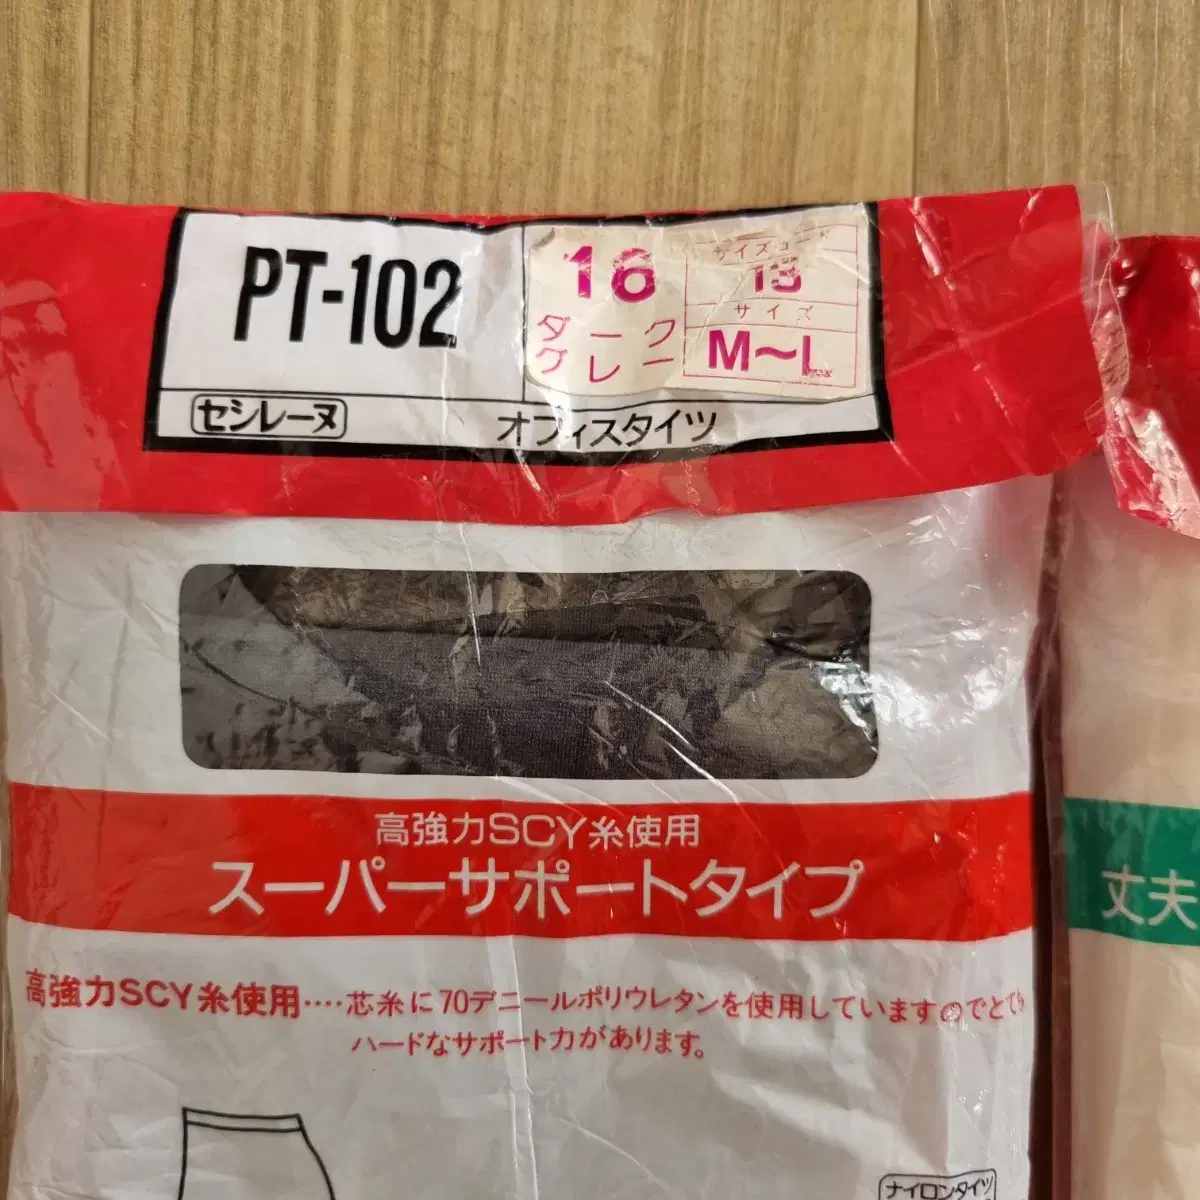 PT-102
16
ダーク
グレー
サイズコード
13
サイズ
M〜L
セシレーヌ
オフィスタイツ
高強力SCY糸使用
スーパーサポートタイプ
高強力SCY糸使用‥‥芯糸に70デニールポリウレタンを使用していますのでとても
ハードなサポート力があります。
ナイロンタイツ
丈夫